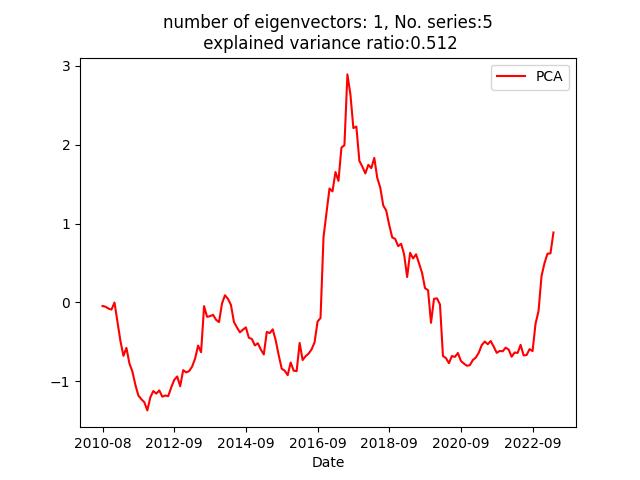 number of eigenvectors: 1, No. series:5
explained variance ratio:0.512
PCA
3
2
1
0
−1
2010-08 2012-09 2014-09 2016-09 2018-09 2020-09 2022-09
Date